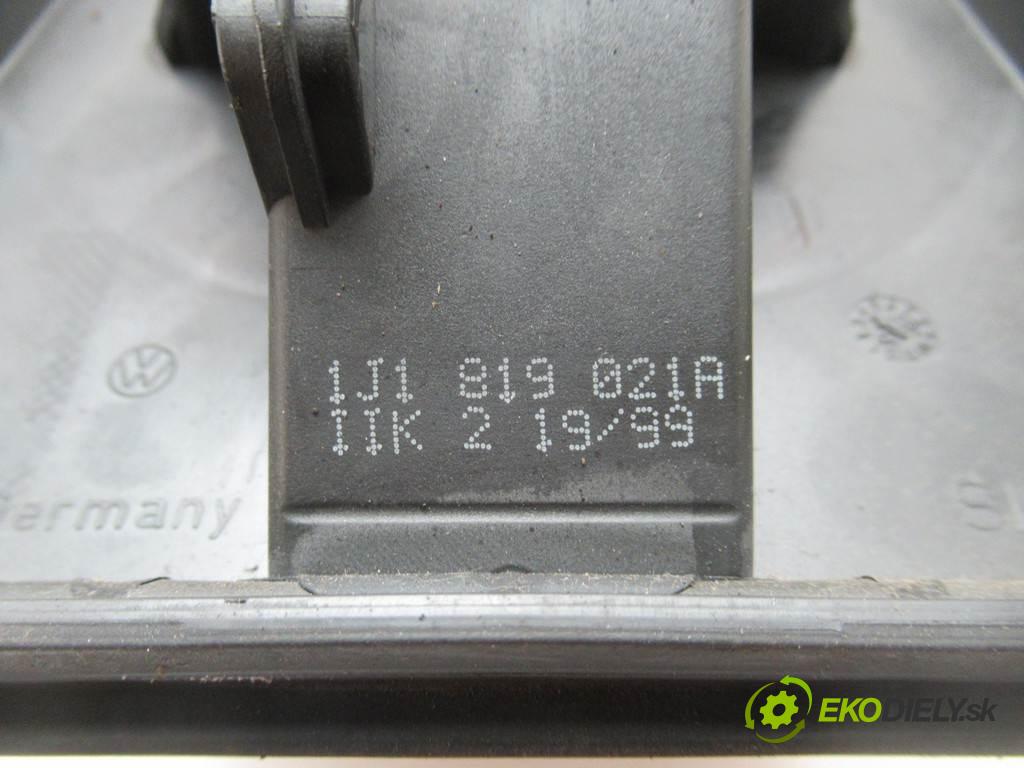 1J1 819 021A
IIK 2 19/99
Germany
EKODIELY.sk